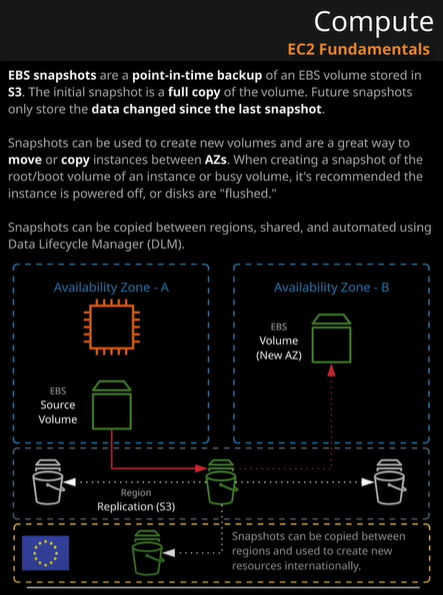 Compute
EC2 Fundamentals
EBS snapshots are a point-in-time backup of an EBS volume stored in
S3. The initial snapshot is a full copy of the volume. Future snapshots
only store the data changed since the last snapshot.
Snapshots can be used to create new volumes and are a great way to
move or copy instances between AZs. When creating a snapshot of the
root/boot volume of an instance or busy volume, it's recommended the
instance is powered off, or disks are "flushed."
Snapshots can be copied between regions, shared, and automated using
Data Lifecycle Manager (DLM).
Availability Zone - A
Availability Zone - B
EBS
Volume
(New AZ)
EBS
Source
Volume
Region
Replication (S3)
Snapshots can be copied between
regions and used to create new
resources internationally.